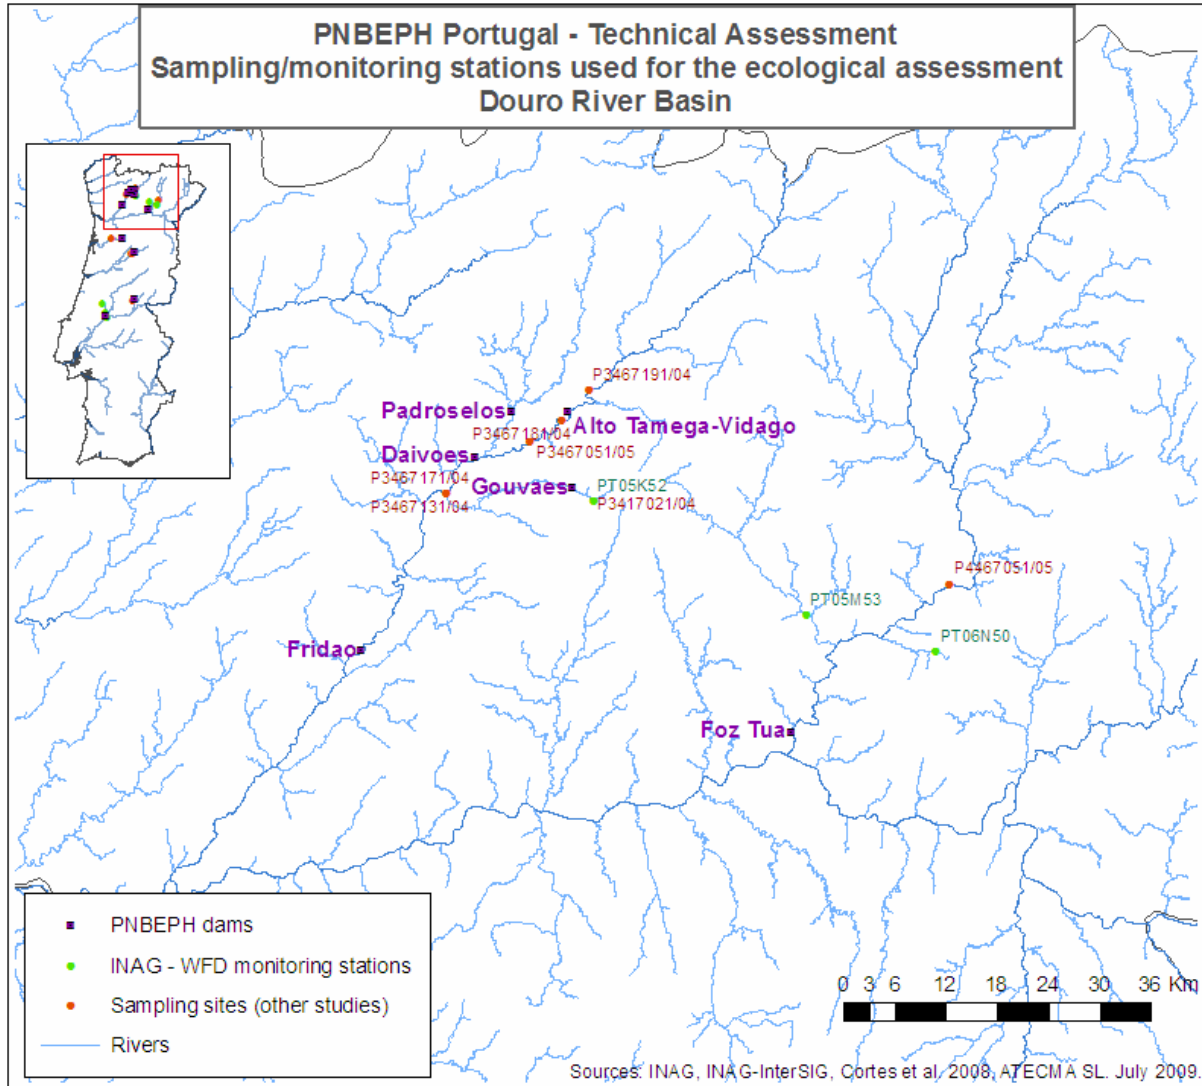 PNBEPH Portugal - Technical Assessment
Sampling/monitoring stations used for the ecological assessment
Douro River Basin
P3467191/04
Padroselos
Alto Tamega-Vidago
P3467181/04
P3467051/05
Daivoes
P3467171/04
Gouvaes
PT05K52
P3467131/04
P3417021/04
P4467051/05
PT05M53
PT06N50
Fridao
Foz Tua
PNBEPH dams
INAG - WFD monitoring stations
Sampling sites (other studies)
Rivers
0 3 6 12 18 24 30 36 Km
Sources: INAG, INAG-InterSIG, Cortes et al, 2008, ATECMA SL. July 2009.